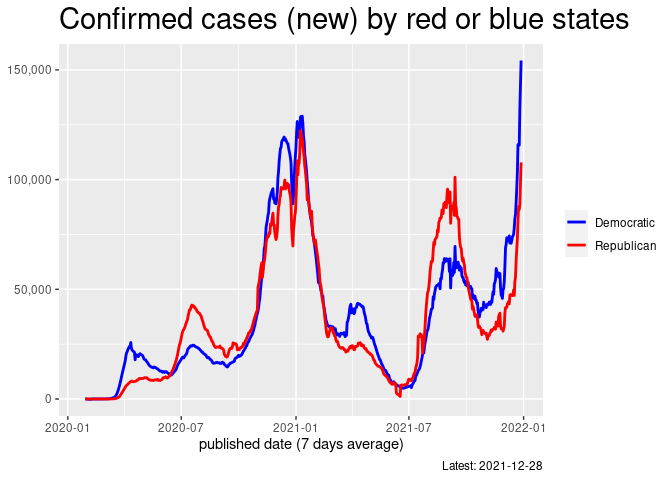 Confirmed cases (new) by red or blue states
150,000
100,000
50,000
0
2020-01
2020-07
2021-01
2021-07
2022-01
published date (7 days average)
Democratic
Republican
Latest: 2021-12-28